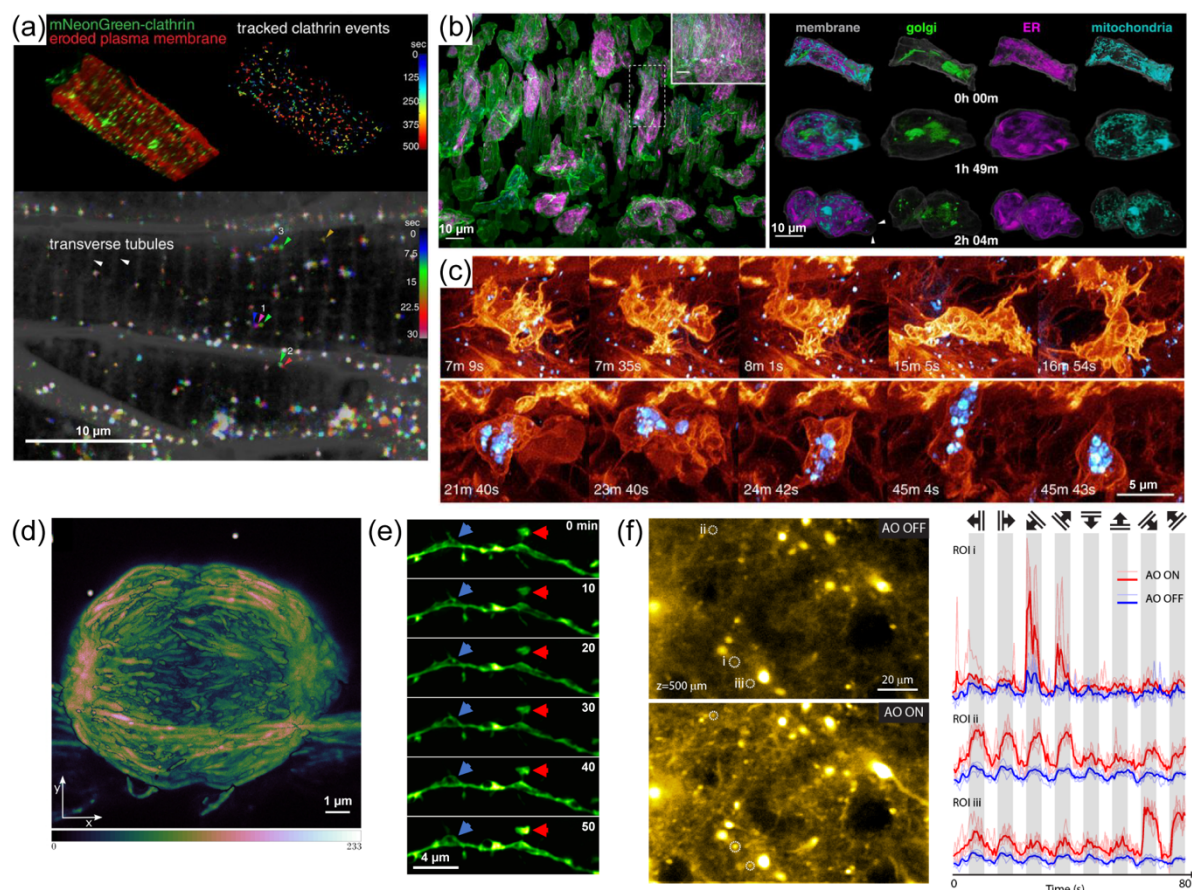 (a)
mNeonGreen-clathrin
eroded plasma membrane
tracked clathrin events
sec
0
125
250
375
500
transverse tubules
3
1
2
sec
0
7.5
15
22.5
30
10 µm
(b)
10 µm
membrane
golgi
ER
mitochondria
0h 00m
1h 49m
2h 04m
10 µm
(c)
7m 9s
7m 35s
8m 1s
15m 5s
16m 54s
21m 40s
23m 40s
24m 42s
45m 4s
45m 43s
5 µm
(d)
y
x
1 µm
0
233
(e)
0 min
10
20
30
40
50
4 µm
(f)
ii
AO OFF
i
iii
z=500 µm
20 µm
AO ON
ROI i
AO ON
AO OFF
ROI ii
ROI iii
0
Time (s)
80